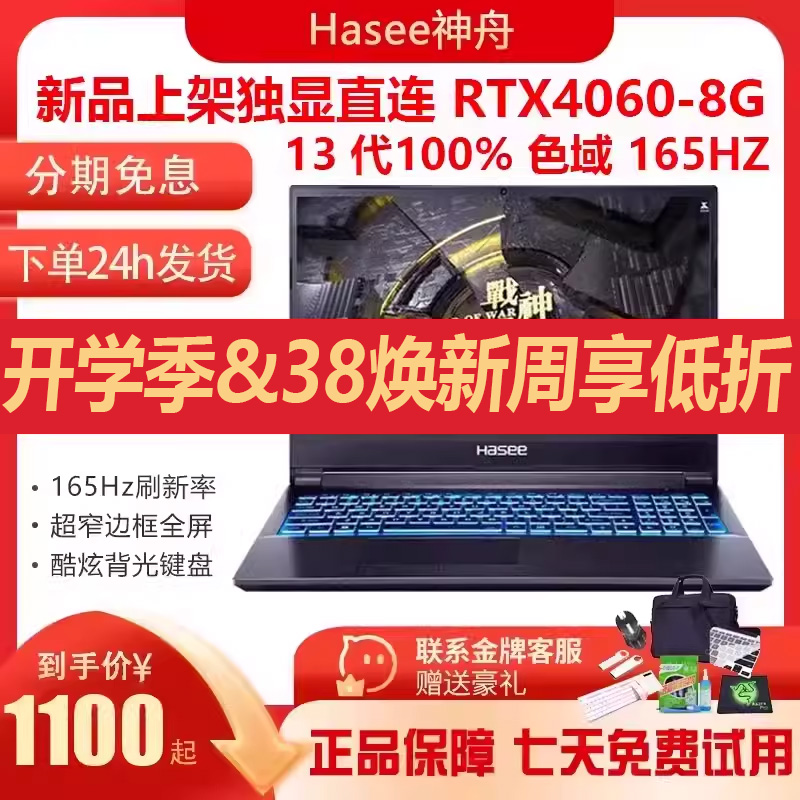 Hasee神舟
新品上架独显直连 RTX4060-8G
13 代100% 色域 165HZ
分期免息
下单24h发货
戰神
OF WAR
开学季&38焕新周享低折
Hasee
• 165Hz刷新率
• 超窄边框全屏
• 酷炫背光键盘
联系金牌客服
赠送豪礼
到手价¥
1100起
正品保障 七天免费试用